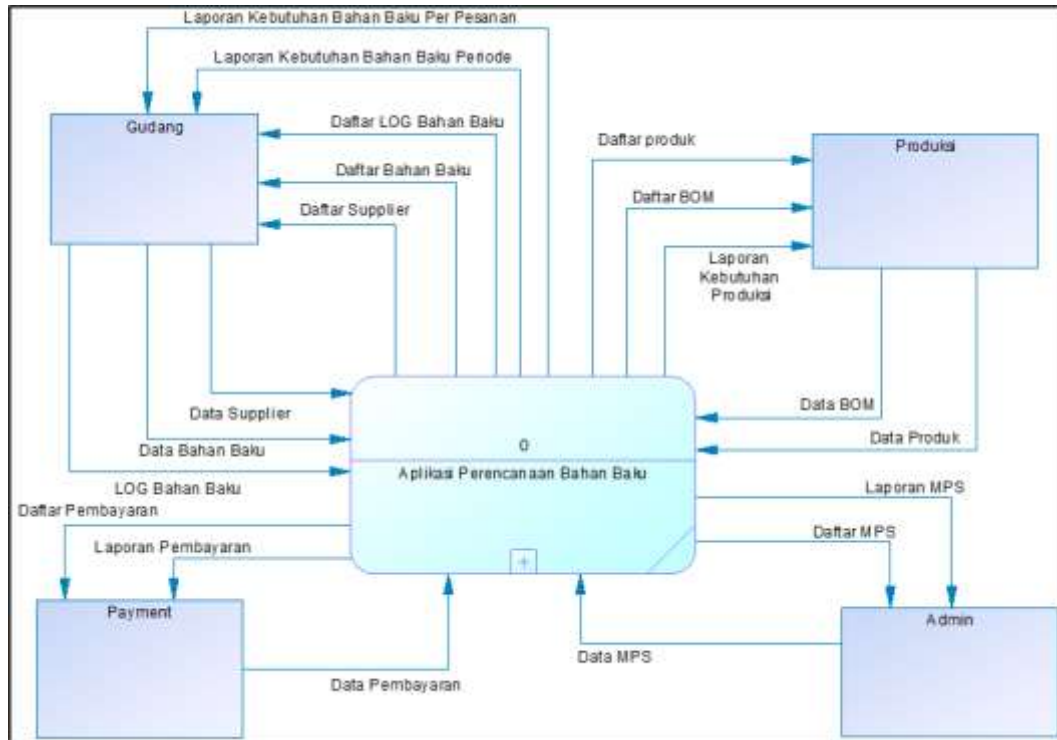 Laporan Kebutuhan Bahan Baku Per Pesanan
Laporan Kebutuhan Bahan Baku Periode
Gudang
Daftar LOG Bahan Baku
Daftar Bahan Baku
Daftar Supplier
Daftar produk
Produksi
Daftar BOM
Laporan
Kebutuhan
Produksi
Data Supplier
Data Bahan Baku
LOG Bahan Baku
Data BOM
Data Produk
0
Aplikasi Perencanaan Bahan Baku
Daftar Pembayaran
Laporan Pembayaran
Laporan MPS
Daftar MPS
Payment
Admin
Data Pembayaran
Data MPS